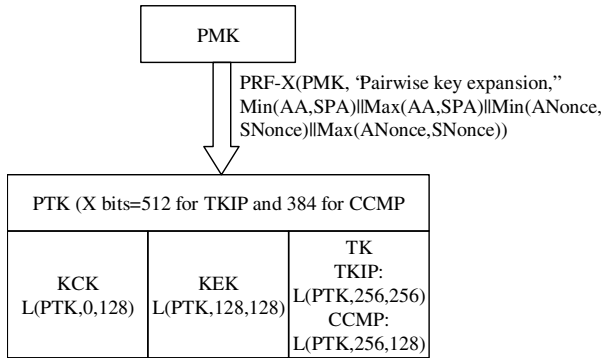 PMK
PRF-X(PMK, “Pairwise key expansion,”
Min(AA,SPA)||Max(AA,SPA)||Min(ANonce,
SNonce)||Max(ANonce,SNonce))
PTK (X bits=512 for TKIP and 384 for CCMP
KCK
L(PTK,0,128)
KEK
L(PTK,128,128)
TK
TKIP:
L(PTK,256,256)
CCMP:
L(PTK,256,128)